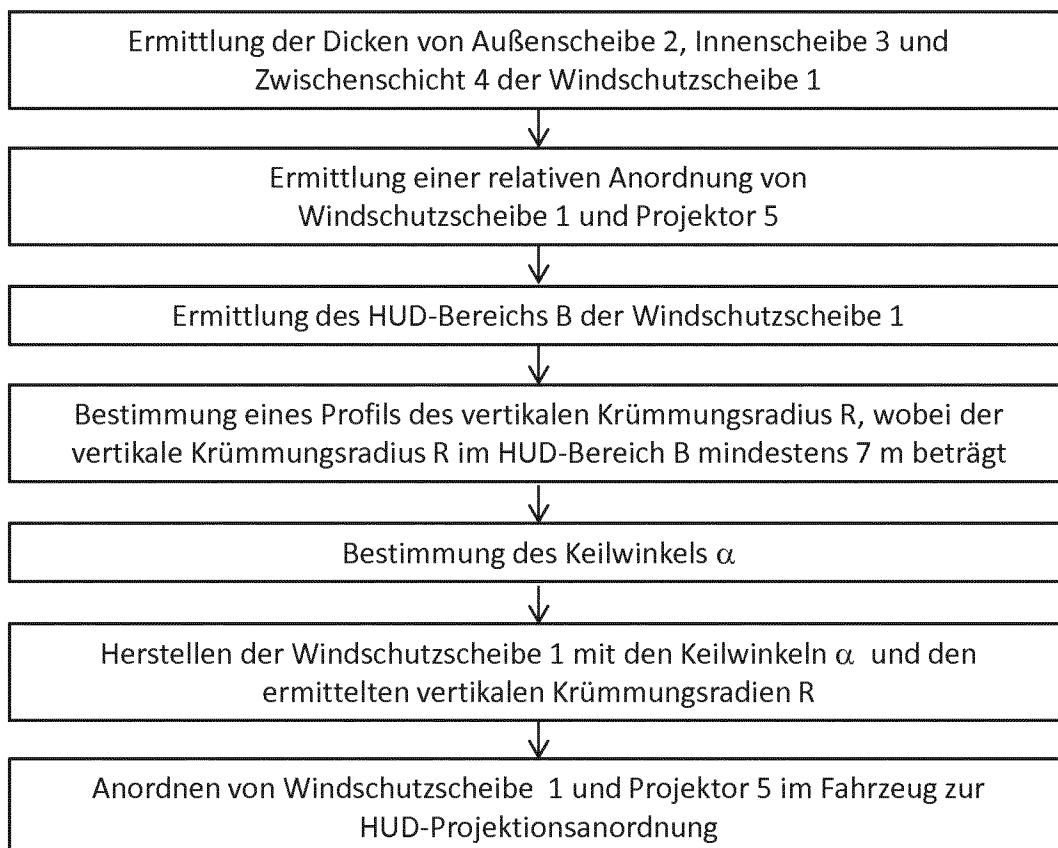 Ermittlung der Dicken von Außenscheibe 2, Innenscheibe 3 und
Zwischenschicht 4 der Windschutzscheibe 1
Ermittlung einer relativen Anordnung von
Windschutzscheibe 1 und Projektor 5
Ermittlung des HUD-Bereichs B der Windschutzscheibe 1
Bestimmung eines Profils des vertikalen Krümmungsradius R, wobei der
vertikale Krümmungsradius R im HUD-Bereich B mindestens 7 m beträgt
Bestimmung des Keilwinkels α
Herstellen der Windschutzscheibe 1 mit den Keilwinkeln α und den
ermittelten vertikalen Krümmungsradien R
Anordnen von Windschutzscheibe 1 und Projektor 5 im Fahrzeug zur
HUD-Projektionsanordnung